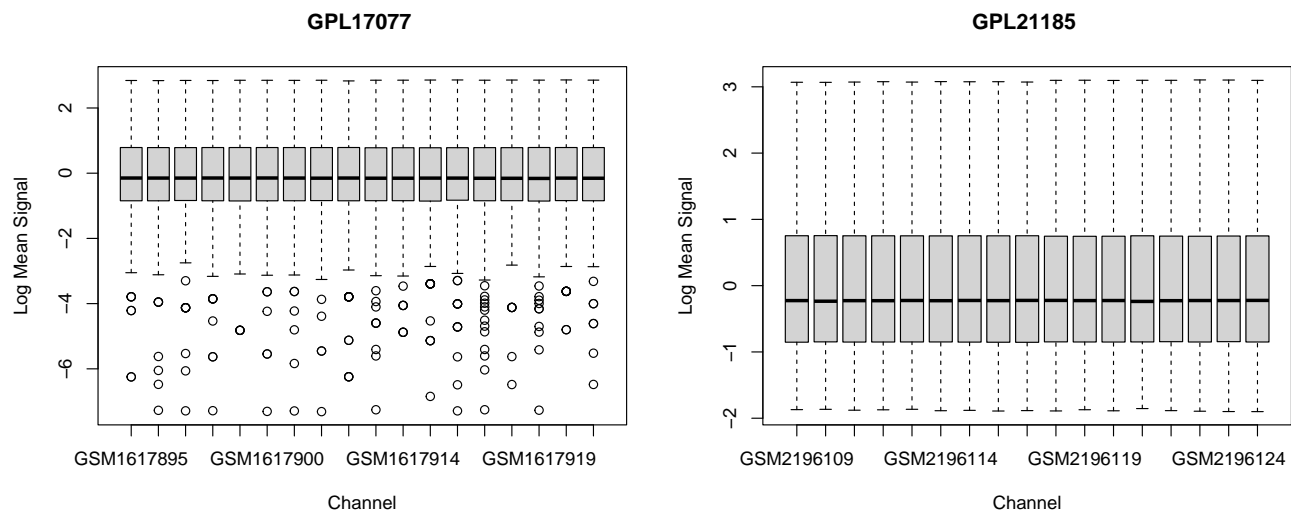 GPL17077
Log Mean Signal
2
0
−2
−4
−6
GSM1617895 GSM1617900 GSM1617914 GSM1617919
Channel
GPL21185
Log Mean Signal
3
2
1
0
−1
−2
GSM2196109 GSM2196114 GSM2196119 GSM2196124
Channel